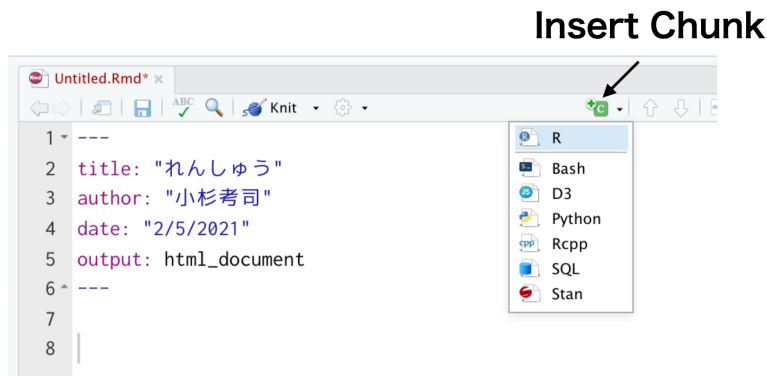 Insert Chunk
Untitled.Rmd*
ABC
Knit
1 ---
2 title: "れんしゅう"
3 author: "小杉考司"
4 date: "2/5/2021"
5 output: html_document
6 ---
7
8
R
Bash
D3
Python
Rcpp
SQL
Stan